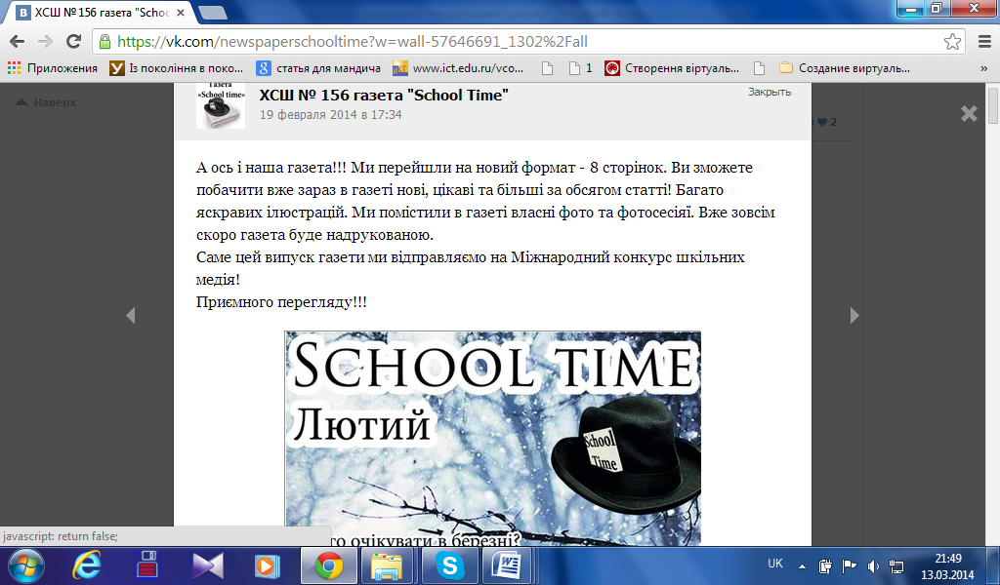 ХСШ № 156 газета "Schoo
https://vk.com/newspaperschooltime?w=wall-57646691_1302%2Fall
Приложения
Із покоління в поко...
статья для мандича
www.ict.edu.ru/vco...
1
Створення віртуаль...
Создание виртуаль...
»
Наверх
Газета
«School time»
ХСШ № 156 газета "School Time"
19 февраля 2014 в 17:34
Закрыть
2
А ось і наша газета!!! Ми перейшли на новий формат - 8 сторінок. Ви зможете
побачити вже зараз в газеті нові, цікаві та більші за обсягом статті! Багато
яскравих ілюстрацій. Ми помістили в газеті власні фото та фотосесіяї. Вже зовсім
скоро газета буде надрукованою.
Саме цей випуск газети ми відправляємо на Міжнародний конкурс шкільних
медія!
Приємного перегляду!!!
SCHOOL TIME
Лютий
School
Time
го очікувати в березні?
javascript: return false;
UK
21:49
13.03.2014